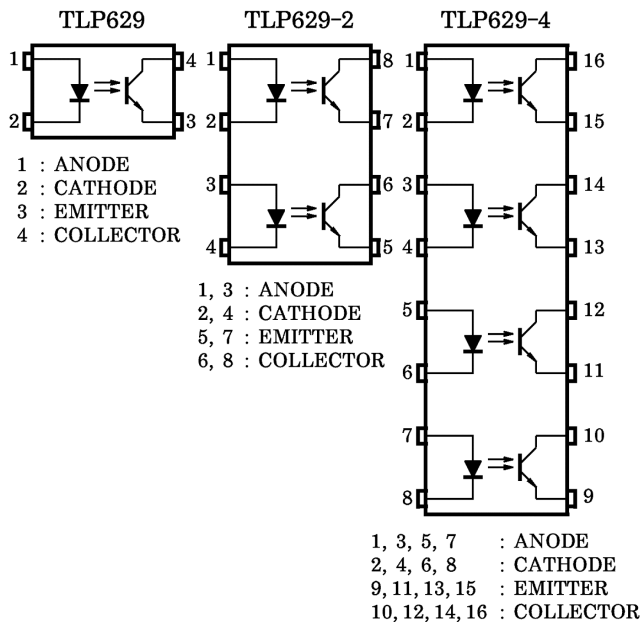 TLP629
1
4
2
3
1 : ANODE
2 : CATHODE
3 : EMITTER
4 : COLLECTOR
TLP629-2
1
8
2
7
3
6
4
5
1, 3 : ANODE
2, 4 : CATHODE
5, 7 : EMITTER
6, 8 : COLLECTOR
TLP629-4
1
16
2
15
3
14
4
13
5
12
6
11
7
10
8
9
1, 3, 5, 7 : ANODE
2, 4, 6, 8 : CATHODE
9, 11, 13, 15 : EMITTER
10, 12, 14, 16 : COLLECTOR